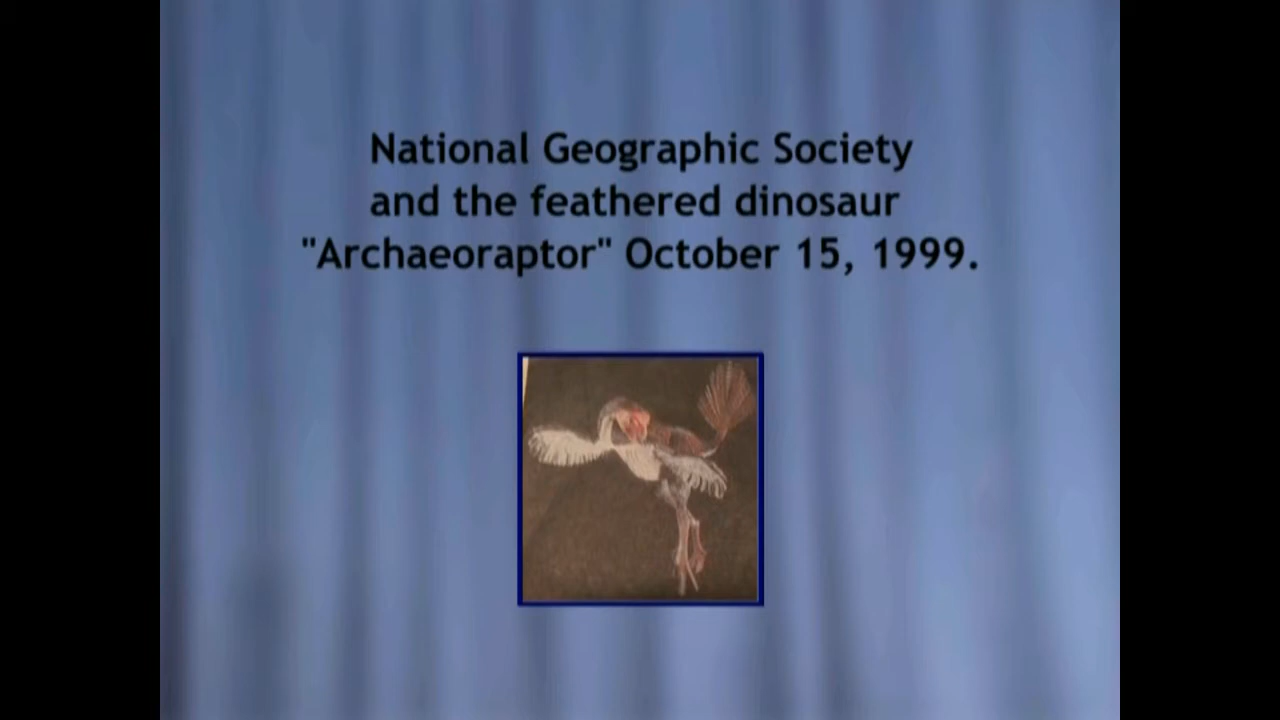 National Geographic Society
and the feathered dinosaur
"Archaeoraptor" October 15, 1999.